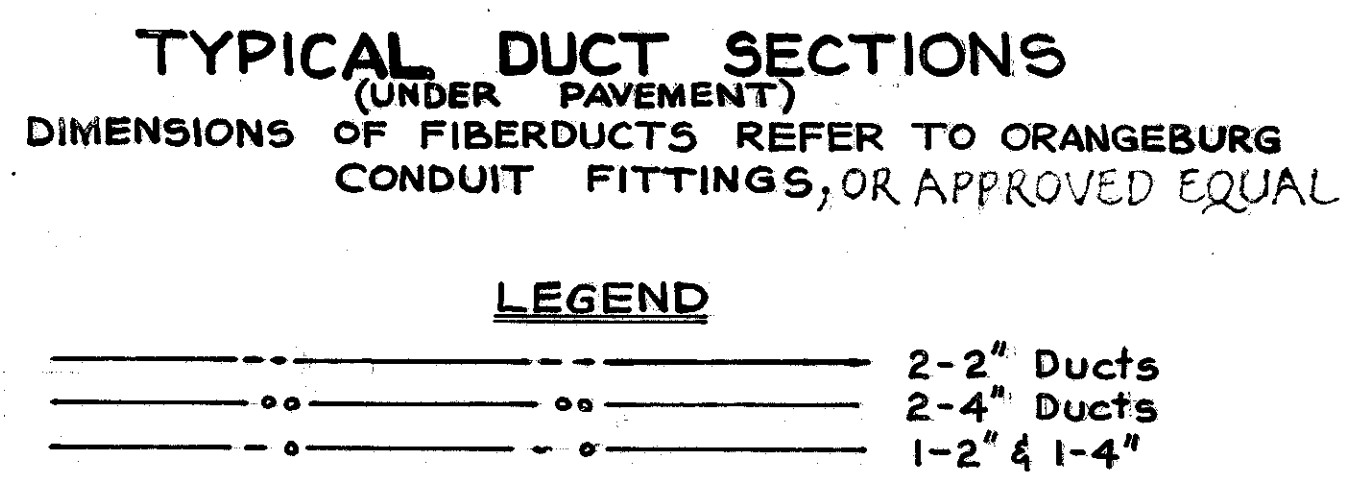 TYPICAL DUCT SECTIONS
(UNDER PAVEMENT)
DIMENSIONS OF FIBERDUCTS REFER TO ORANGEBURG
CONDUIT FITTINGS, OR APPROVED EQUAL
LEGEND
2-2" Ducts
2-4" Ducts
1-2" & 1-4"